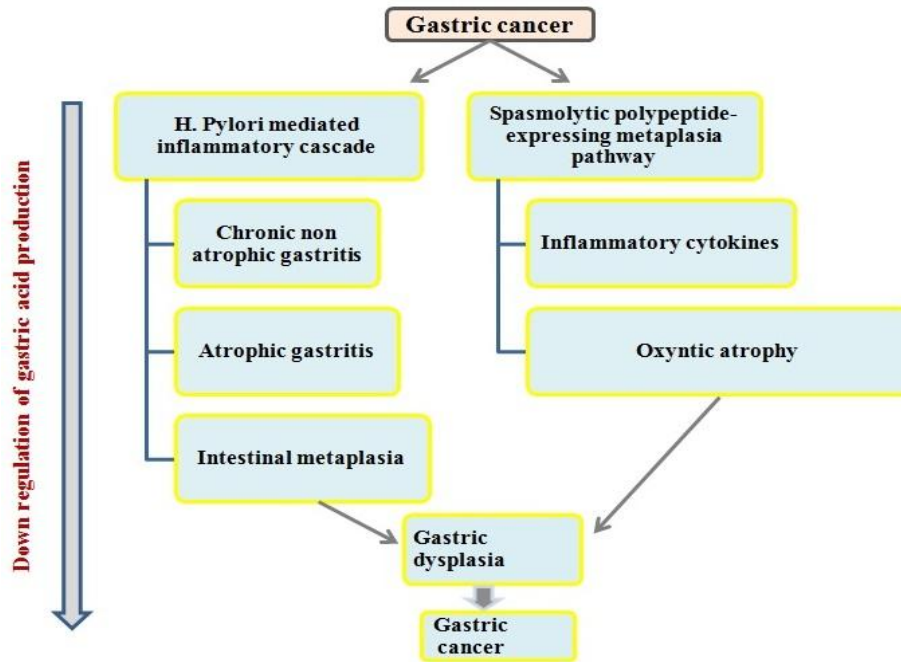 Gastric cancer
H. Pylori mediated
inflammatory cascade
Spasmolytic polypeptide-
expressing metaplasia
pathway
Chronic non
atrophic gastritis
Inflammatory cytokines
Atrophic gastritis
Oxyntic atrophy
Intestinal metaplasia
Gastric
dysplasia
Gastric
cancer
Down regulation of gastric acid production